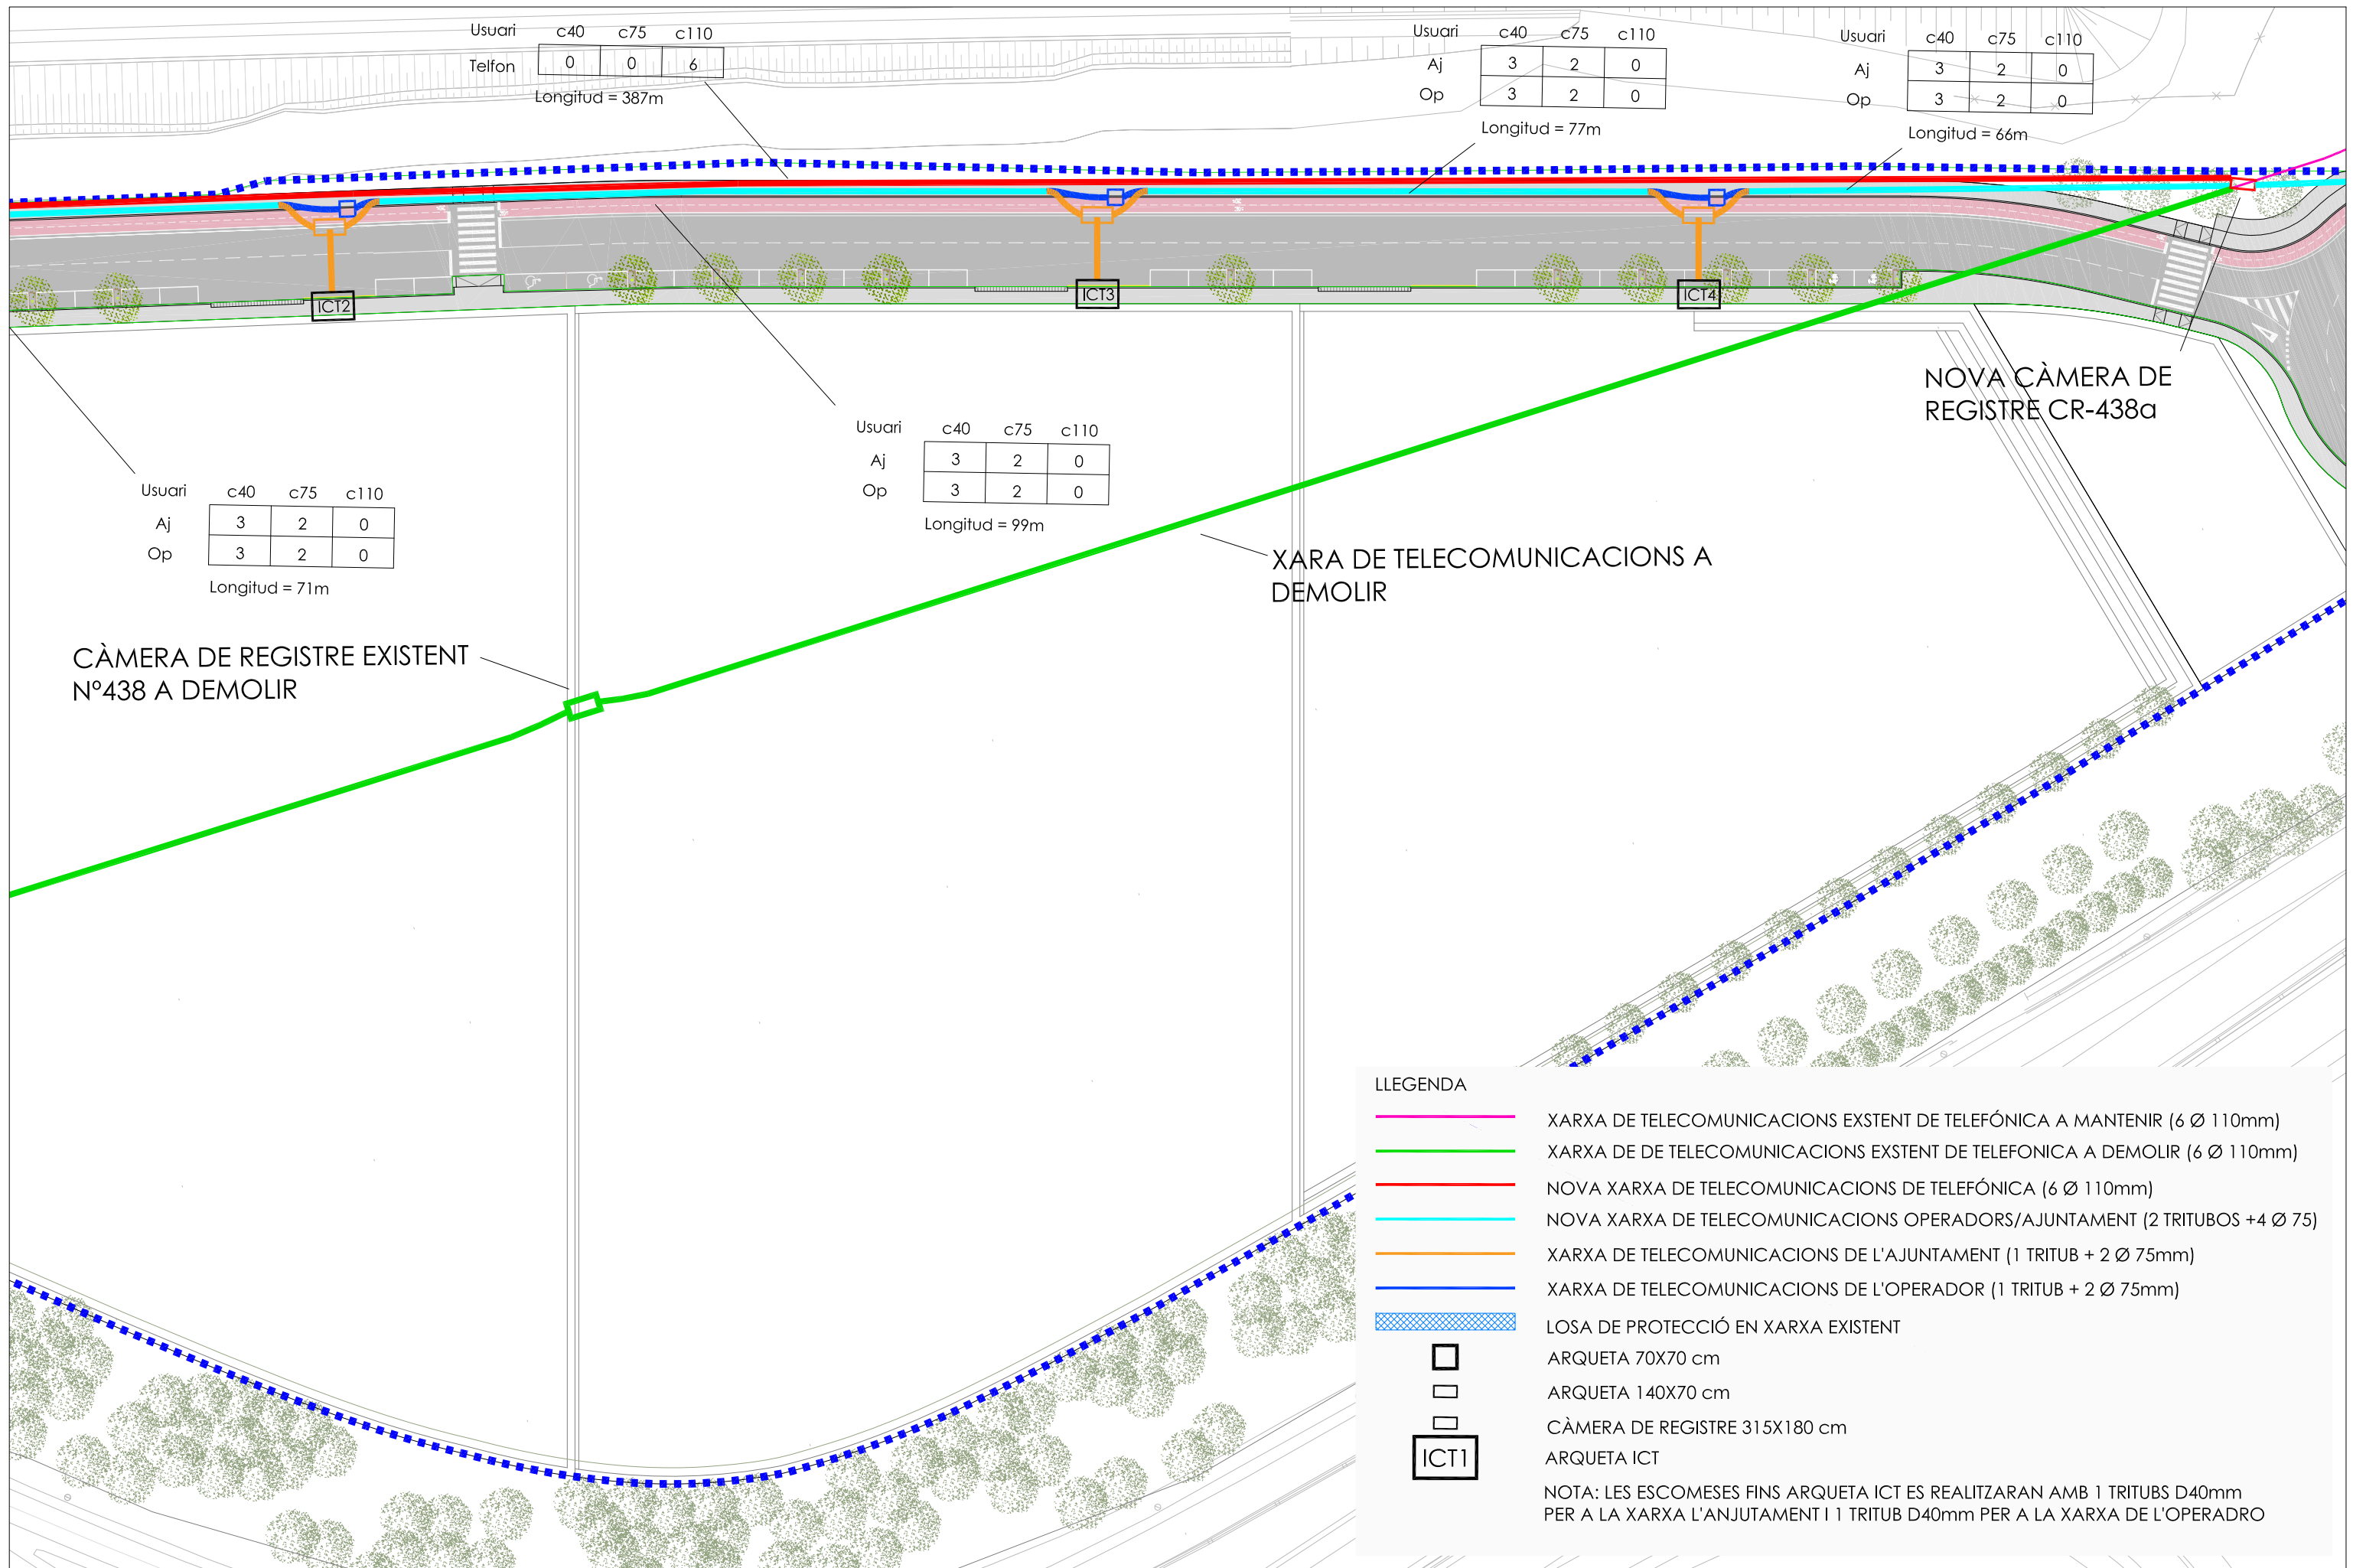 Usuari c40 c75 c110
Telfon 0 0 6
Longitud = 387m
Usuari c40 c75 c110
Aj 3 2 0
Op 3 2 0
Longitud = 77m
Usuari c40 c75 c110
Aj 3 2 0
Op 3 2 0
Longitud = 66m
ICT2
ICT3
ICT4
NOVA CÀMERA DE
REGISTRE CR-438a
Usuari c40 c75 c110
Aj 3 2 0
Op 3 2 0
Longitud = 99m
Usuari c40 c75 c110
Aj 3 2 0
Op 3 2 0
Longitud = 71m
XARA DE TELECOMUNICACIONS A
DEMOLIR
CÀMERA DE REGISTRE EXISTENT
Nº438 A DEMOLIR
LLEGENDA
XARXA DE TELECOMUNICACIONS EXSTENT DE TELEFÓNICA A MANTENIR (6 Ø 110mm)
XARXA DE DE TELECOMUNICACIONS EXSTENT DE TELEFONICA A DEMOLIR (6 Ø 110mm)
NOVA XARXA DE TELECOMUNICACIONS DE TELEFÓNICA (6 Ø 110mm)
NOVA XARXA DE TELECOMUNICACIONS OPERADORS/AJUNTAMENT (2 TRITUBOS +4 Ø 75)
XARXA DE TELECOMUNICACIONS DE L'AJUNTAMENT (1 TRITUB + 2 Ø 75mm)
XARXA DE TELECOMUNICACIONS DE L'OPERADOR (1 TRITUB + 2 Ø 75mm)
LOSA DE PROTECCIÓ EN XARXA EXISTENT
ARQUETA 70X70 cm
ARQUETA 140X70 cm
CÀMERA DE REGISTRE 315X180 cm
ICT1 ARQUETA ICT
NOTA: LES ESCOMESES FINS ARQUETA ICT ES REALITZARAN AMB 1 TRITUBS D40mm
PER A LA XARXA L'ANJUTAMENT I 1 TRITUB D40mm PER A LA XARXA DE L'OPERADRO